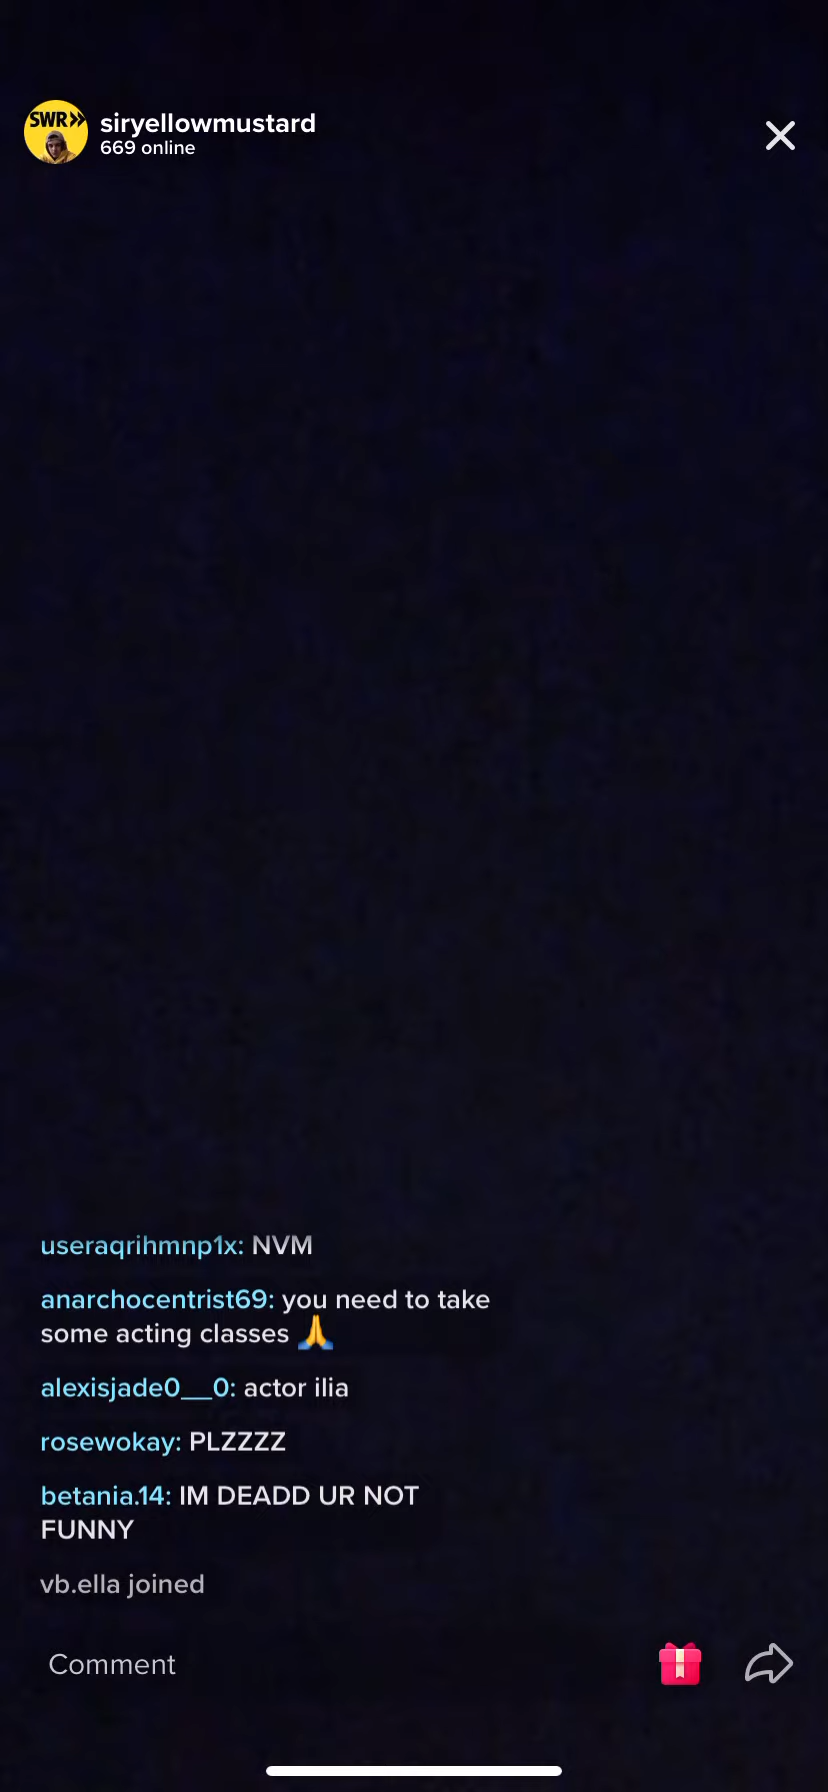 SWR
siryellowmustard
669 online
useraqrihmnp1x: NVM
anarchocentrist69: you need to take
some acting classes 🙏
alexisjade0__0: actor ilia
rosewokay: PLZZZZ
betania.14: IM DEADD UR NOT
FUNNY
vb.ella joined
Comment